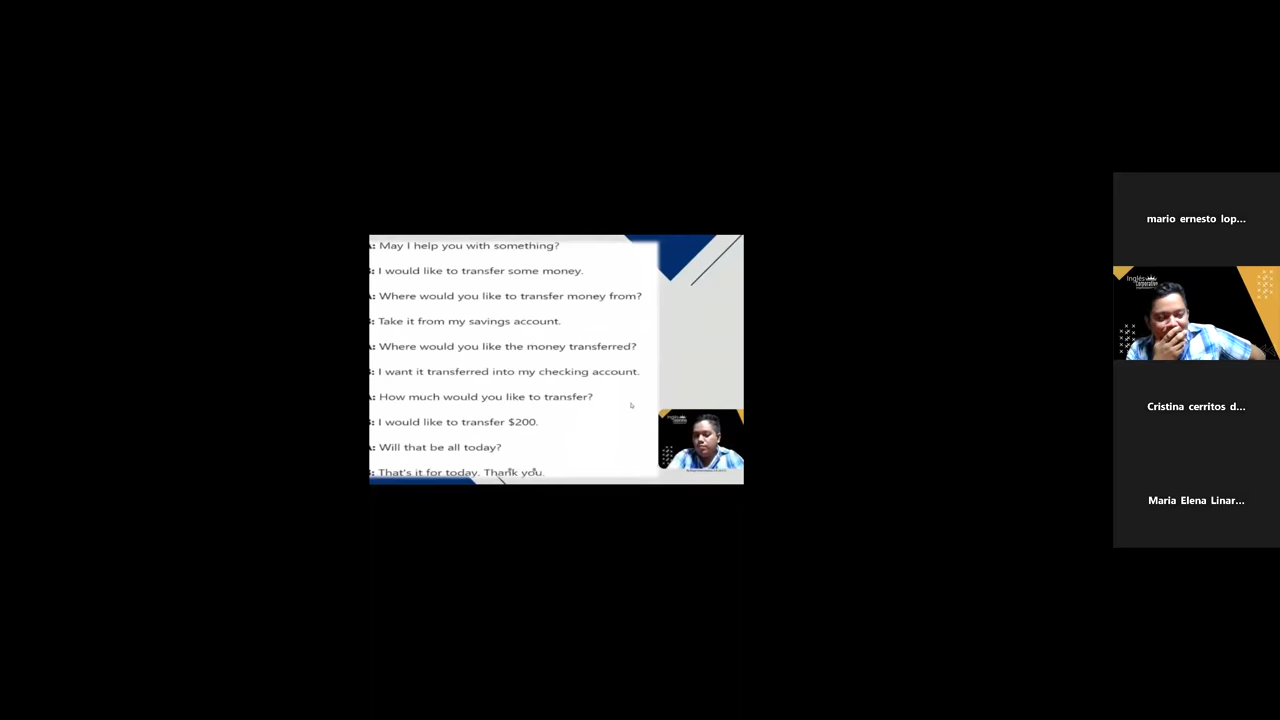 A: May I help you with something?
B: I would like to transfer some money.
A: Where would you like to transfer money from?
B: Take it from my savings account.
A: Where would you like the money transferred?
B: I want it transferred into my checking account.
A: How much would you like to transfer?
B: I would like to transfer $200.
A: Will that be all today?
B: That's it for today. Thank you.
mario ernesto lop...
Inglés
Corporativo
Cristina cerritos d...
Maria Elena Linar...